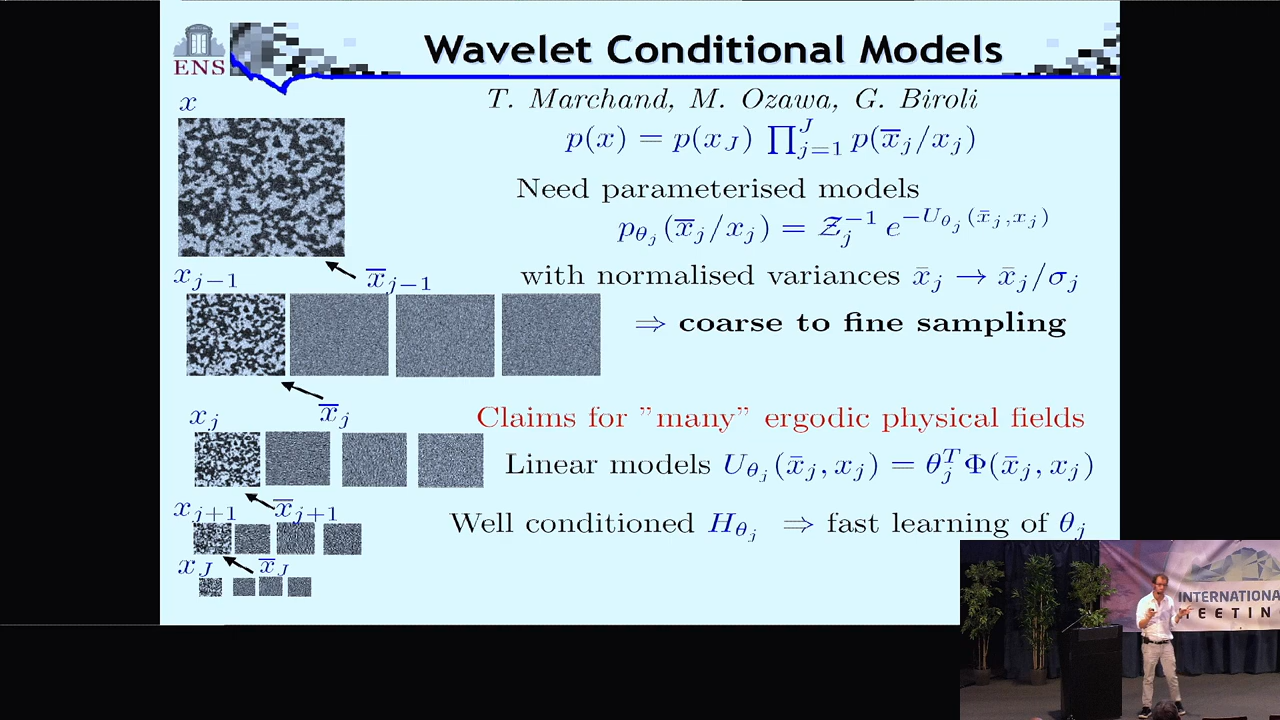 Wavelet Conditional Models
ENS
T. Marchand, M. Ozawa, G. Biroli
x
p(x) = p(x_J) ∏_{j=1}^{J} p(x̅_j/x_j)
Need parameterised models
p_{θ_j}(x̅_j/x_j) = Z_j^{-1} e^{-U_{θ_j}(x̄_j,x_j)}
x_{j-1}
x̅_{j-1}
with normalised variances x̄_j → x̄_j/σ_j
⇒ coarse to fine sampling
x_j
x̅_j
Claims for ”many” ergodic physical fields
Linear models U_{θ_j}(x̄_j, x_j) = θ_j^T Φ(x̄_j, x_j)
x_{j+1}
x̅_{j+1}
Well conditioned H_{θ_j} ⇒ fast learning of θ_j
x_J
x̅_J
INTERNATIONA
EETIN